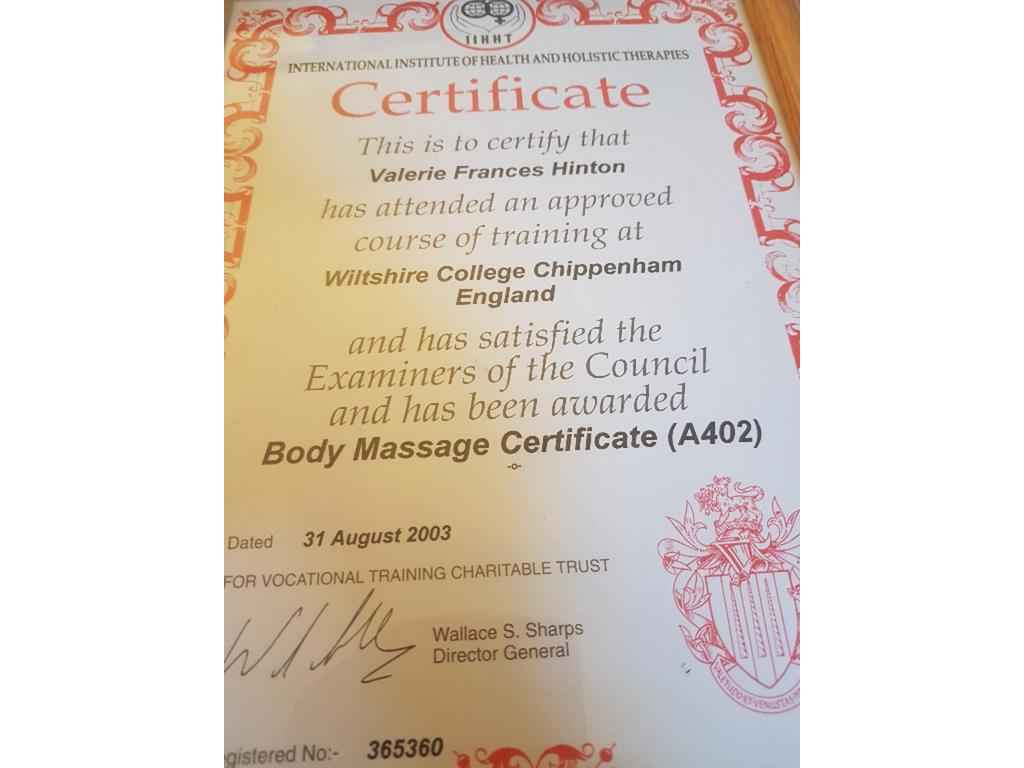 IIHHT
INTERNATIONAL INSTITUTE OF HEALTH AND HOLISTIC THERAPIES
Certificate
This is to certify that
Valerie Frances Hinton
has attended an approved
course of training at
Wiltshire College Chippenham
England
and has satisfied the
Examiners of the Council
and has been awarded
Body Massage Certificate (A402)
Dated 31 August 2003
FOR VOCATIONAL TRAINING CHARITABLE TRUST
Wallace S. Sharps
Director General
egistered No:- 365360